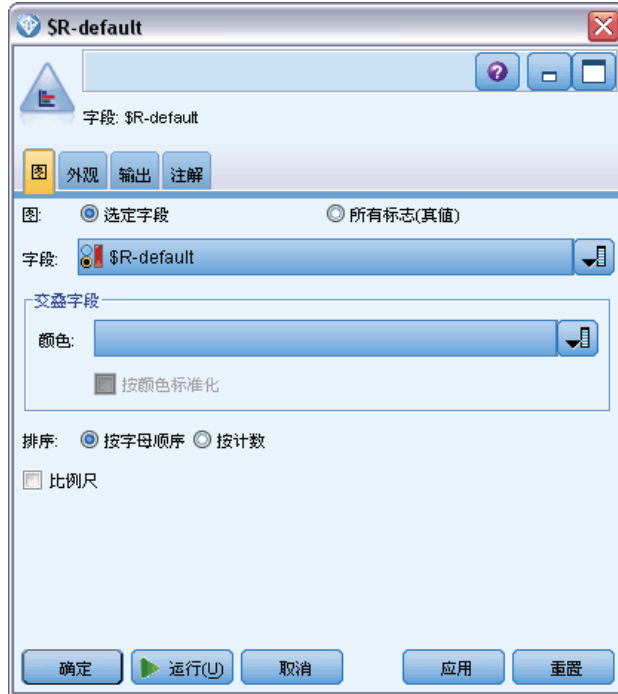 $R-default
字段: $R-default
图 外观 输出 注解
图: 选定字段 所有标志(真值)
字段: $R-default
交叠字段
颜色:
按颜色标准化
排序: 按字母顺序 按计数
比例尺
确定 运行(U) 取消 应用 重置